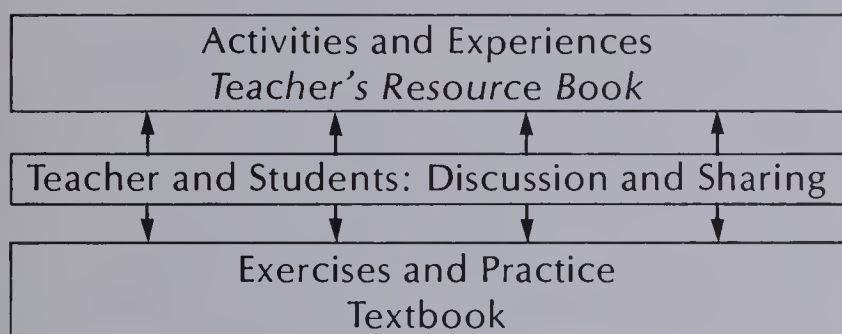 Activities and Experiences
Teacher's Resource Book
Teacher and Students: Discussion and Sharing
Exercises and Practice
Textbook